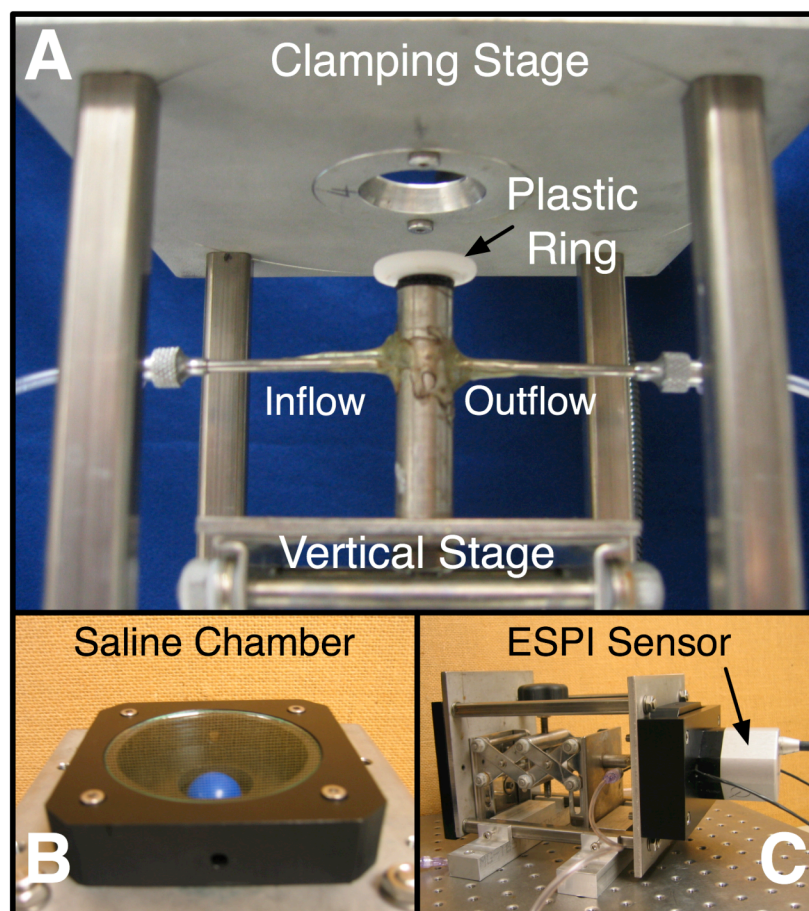 A
Clamping Stage
Plastic
Ring
Inflow
Outflow
Vertical Stage
Saline Chamber
B
ESPI Sensor
C